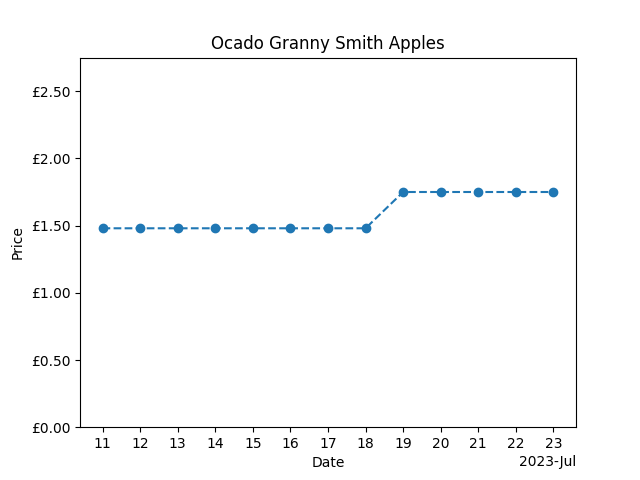 Ocado Granny Smith Apples
£2.50
£2.00
£1.50
£1.00
£0.50
£0.00
Price
11 12 13 14 15 16 17 18 19 20 21 22 23
Date
2023-Jul